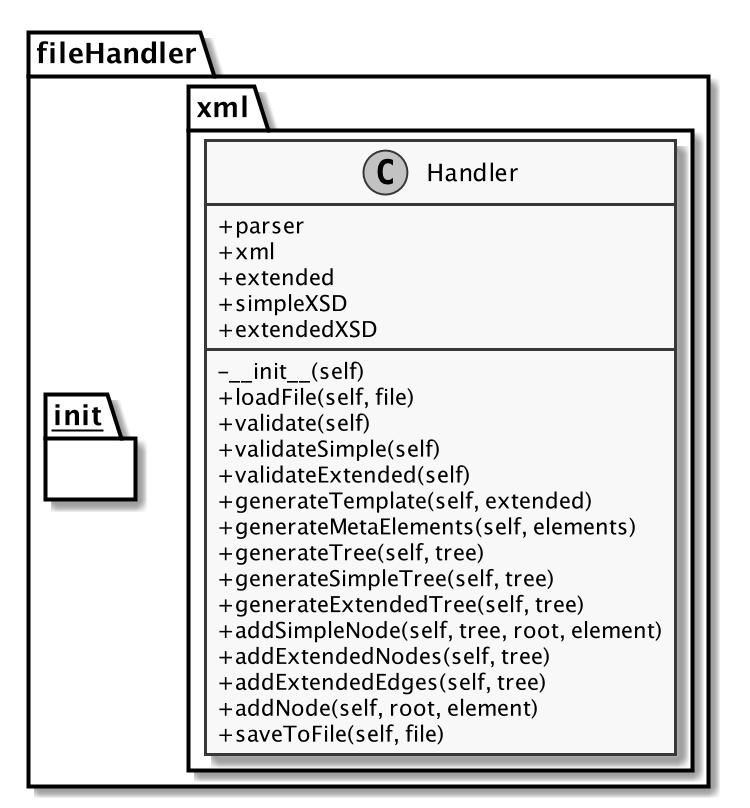 fileHandler
xml
C Handler
+parser
+xml
+extended
+simpleXSD
+extendedXSD
-__init__(self)
+loadFile(self, file)
+validate(self)
+validateSimple(self)
+validateExtended(self)
+generateTemplate(self, extended)
+generateMetaElements(self, elements)
+generateTree(self, tree)
+generateSimpleTree(self, tree)
+generateExtendedTree(self, tree)
+addSimpleNode(self, tree, root, element)
+addExtendedNodes(self, tree)
+addExtendedEdges(self, tree)
+addNode(self, root, element)
+saveToFile(self, file)
init